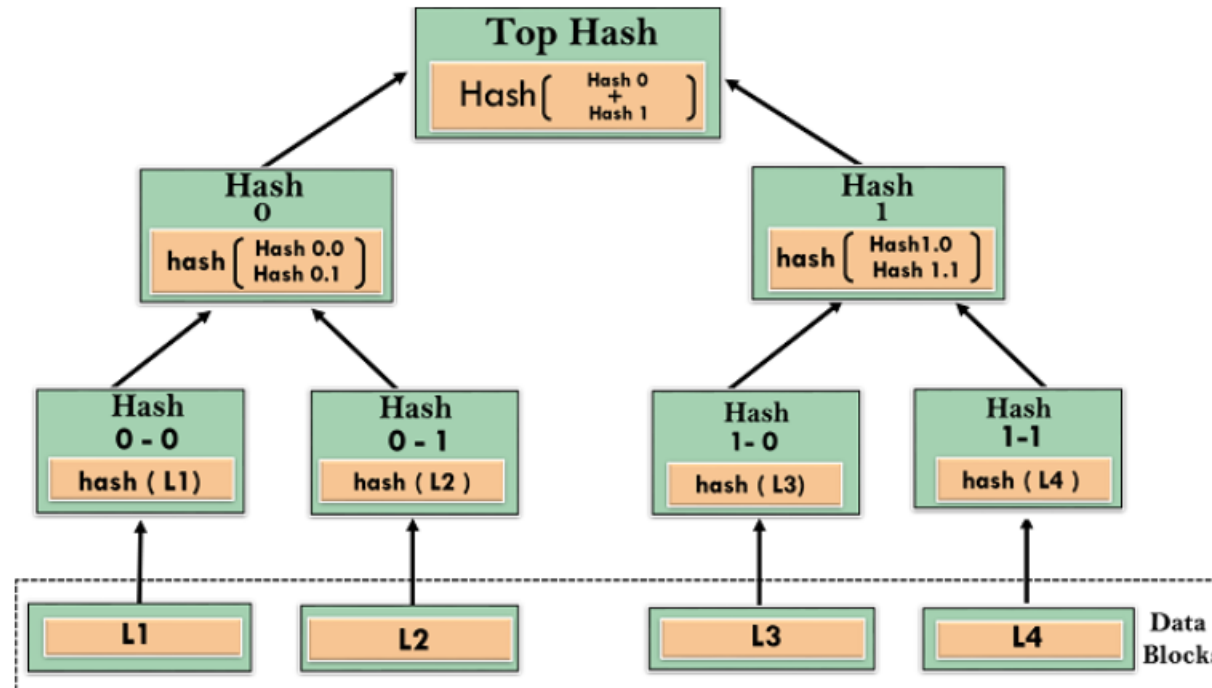 Top Hash
Hash( Hash 0
+
Hash 1 )
Hash
0
hash( Hash 0.0
Hash 0.1 )
Hash
1
hash( Hash1.0
Hash 1.1 )
Hash
0 - 0
hash ( L1)
Hash
0 - 1
hash ( L2 )
Hash
1- 0
hash ( L3)
Hash
1-1
hash ( L4 )
L1
L2
L3
L4
Data